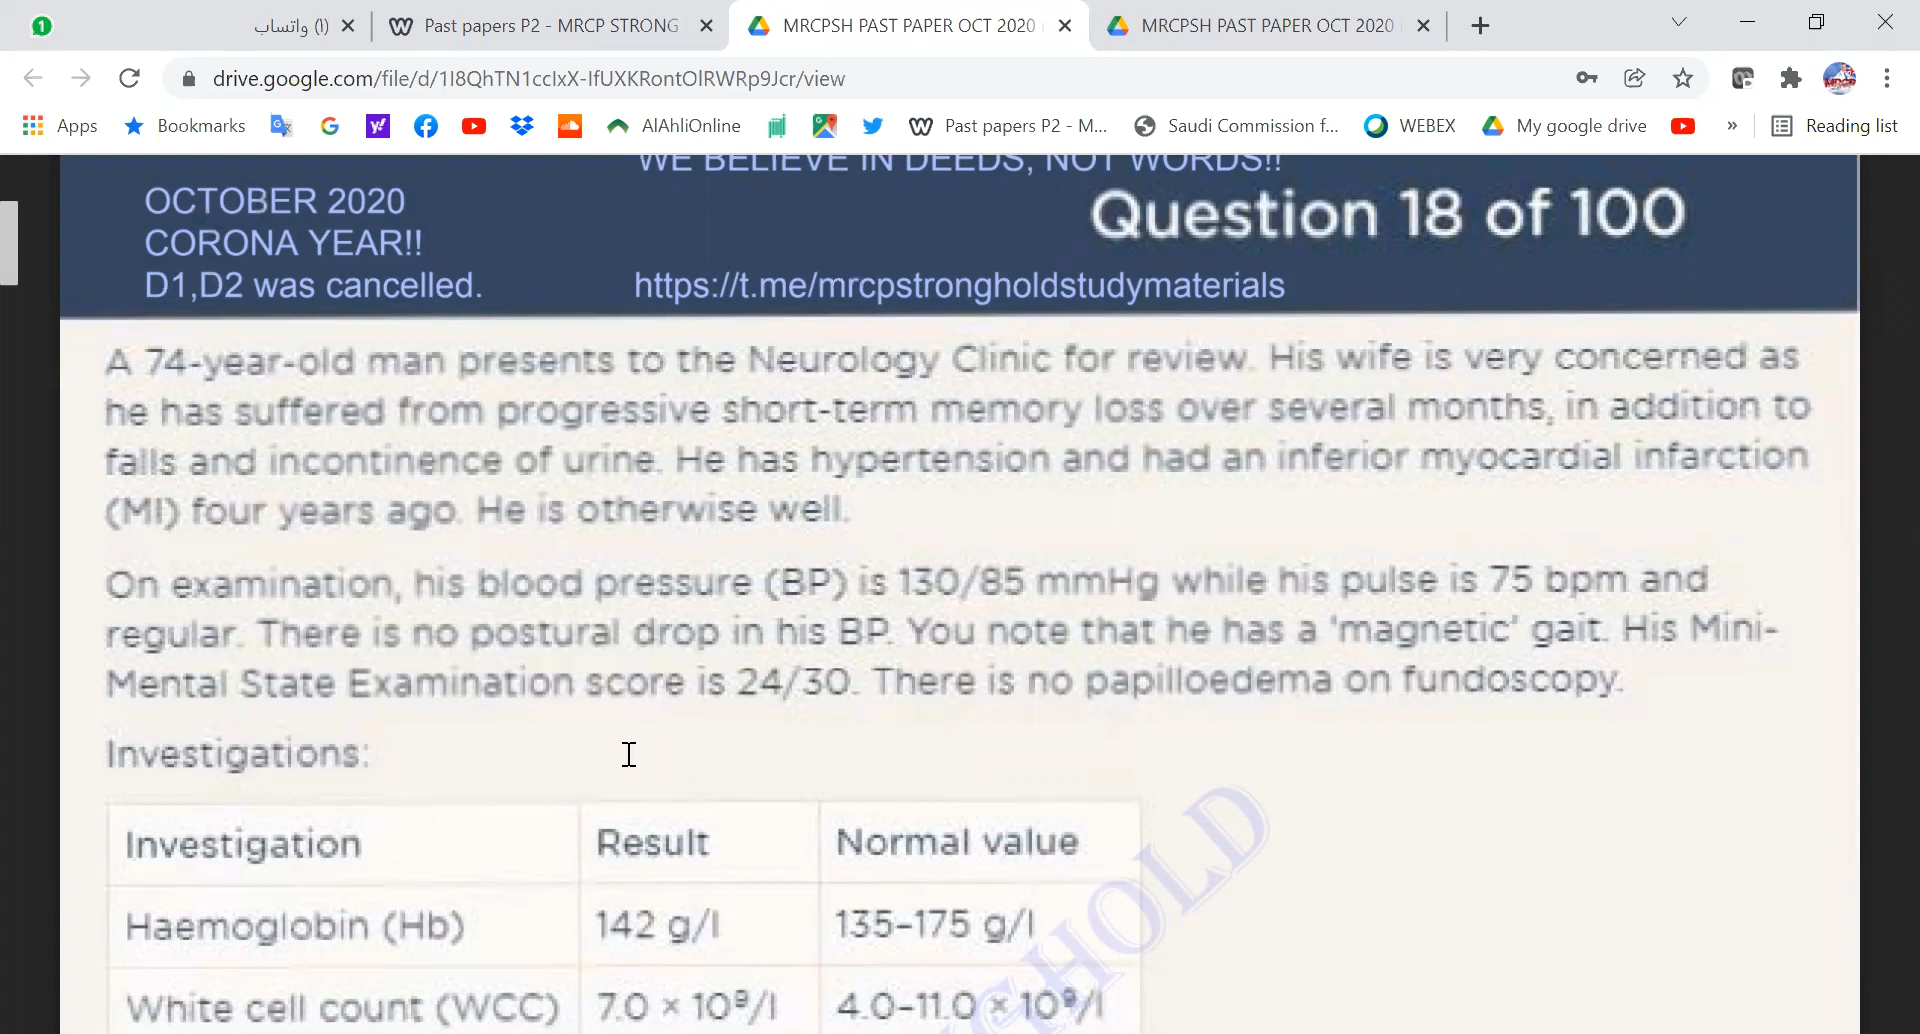 1
واتساب (1)
Past papers P2 - MRCP STRONG
MRCPSH PAST PAPER OCT 2020
MRCPSH PAST PAPER OCT 2020
drive.google.com/file/d/1I8QhTN1ccIxX-IfUXKRontOlRWRp9Jcr/view
Apps Bookmarks AlAhliOnline Past papers P2 - M... Saudi Commission f... WEBEX My google drive » Reading list
WE BELIEVE IN DEEDS, NOT WORDS!!
OCTOBER 2020
CORONA YEAR!!
D1,D2 was cancelled.
Question 18 of 100
https://t.me/mrcpstrongholdstudymaterials
A 74-year-old man presents to the Neurology Clinic for review. His wife is very concerned as
he has suffered from progressive short-term memory loss over several months, in addition to
falls and incontinence of urine. He has hypertension and had an inferior myocardial infarction
(MI) four years ago. He is otherwise well.
On examination, his blood pressure (BP) is 130/85 mmHg while his pulse is 75 bpm and
regular. There is no postural drop in his BP. You note that he has a 'magnetic' gait. His Mini-
Mental State Examination score is 24/30. There is no papilloedema on fundoscopy.
Investigations:
Investigation Result Normal value
Haemoglobin (Hb) 142 g/l 135–175 g/l
White cell count (WCC) 7.0 × 10⁹/l 4.0–11.0 × 10⁹/l
GHOLD